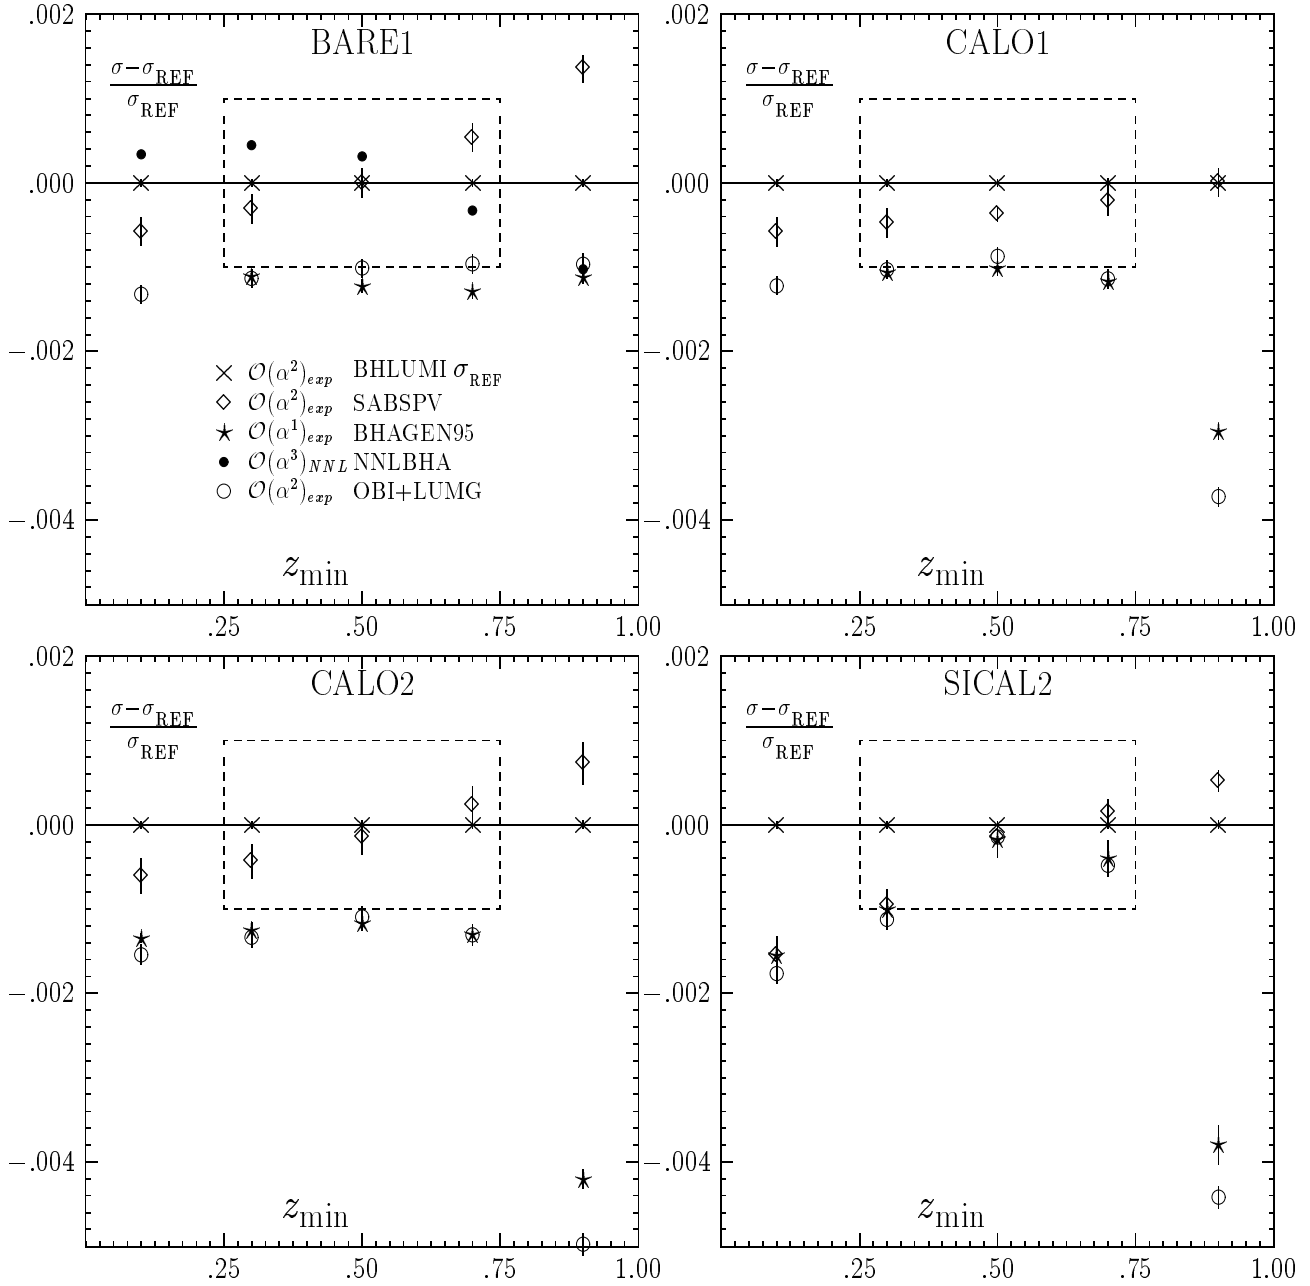 .002
BARE1
σ−σREF
σREF
.000
−.002
O(α²)exp BHLUMI σREF
O(α²)exp SABSPV
O(α¹)exp BHAGEN95
O(α³)NNL NNLBHA
O(α²)exp OBI+LUMG
−.004
zmin
.25 .50 .75 1.00
.002
CALO1
σ−σREF
σREF
.000
−.002
−.004
zmin
.25 .50 .75 1.00
.002
CALO2
σ−σREF
σREF
.000
−.002
−.004
zmin
.25 .50 .75 1.00
.002
SICAL2
σ−σREF
σREF
.000
−.002
−.004
zmin
.25 .50 .75 1.00